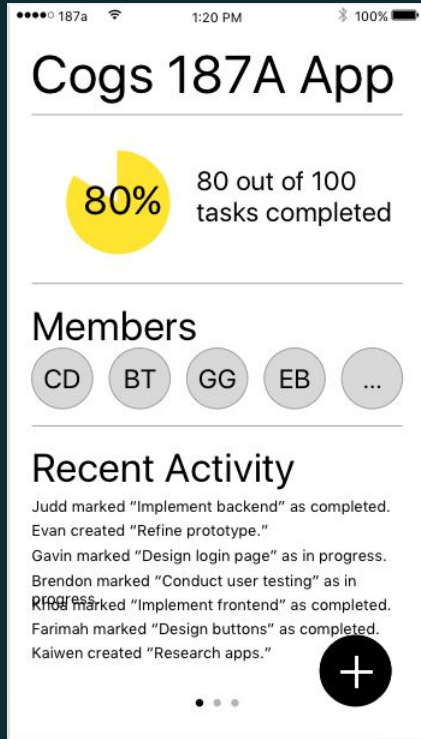 187a 1:20 PM 100%
Cogs 187A App
80%
80 out of 100
tasks completed
Members
CD BT GG EB ...
Recent Activity
Judd marked “Implement backend” as completed.
Evan created “Refine prototype.”
Gavin marked “Design login page” as in progress.
Brendon marked “Conduct user testing” as in
progress.
Khoa marked “Implement frontend” as completed.
Farimah marked “Design buttons” as completed.
Kaiwen created “Research apps.”
+